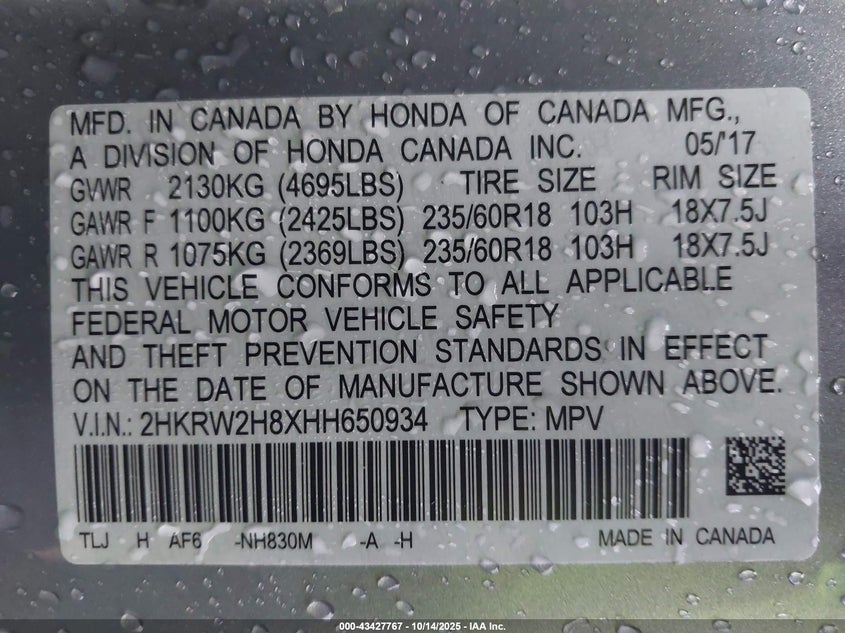 MFD. IN CANADA BY HONDA OF CANADA MFG.,
A DIVISION OF HONDA CANADA INC. 05/'17
GVWR 2130KG (4695LBS) TIRE SIZE RIM SIZE
GAWR F 1100KG (2425LBS) 235/60R18 103H 18X7.5J
GAWR R 1075KG (2369LBS) 235/60R18 103H 18X7.5J
THIS VEHICLE CONFORMS TO ALL APPLICABLE
FEDERAL MOTOR VEHICLE SAFETY
AND THEFT PREVENTION STANDARDS IN EFFECT
ON THE DATE OF MANUFACTURE SHOWN ABOVE.
V.I.N.: 2HKRW2H8XHH650934 TYPE: MPV
TLJ H AF6 -NH830M -A -H MADE IN CANADA
000-43427767 - 10/14/2025 - IAA Inc.